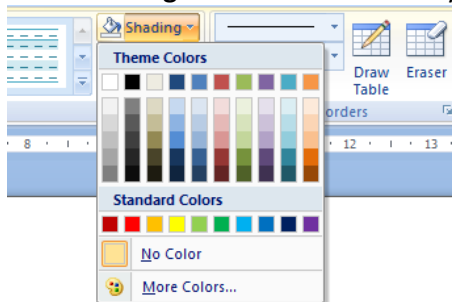 Shading
Theme Colors
Draw Table
Eraser
orders
8
12 13
Standard Colors
No Color
More Colors...